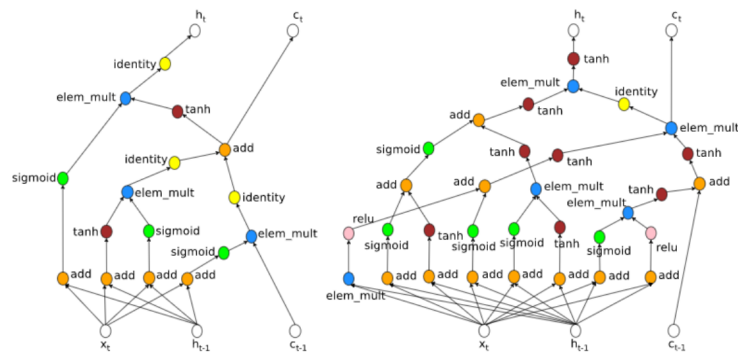 h_t c_t
identity
elem_mult
tanh
add
identity
sigmoid
elem_mult
identity
tanh
sigmoid
elem_mult
sigmoid
add add add add
x_t h_t-1 c_t-1
h_t c_t
tanh
elem_mult
identity
tanh
add
elem_mult
sigmoid
tanh
tanh
tanh
add
add
elem_mult
tanh
add
elem_mult
relu
sigmoid
tanh
sigmoid
sigmoid
tanh
sigmoid
relu
elem_mult
add add add add add add add
x_t h_t-1 c_t-1